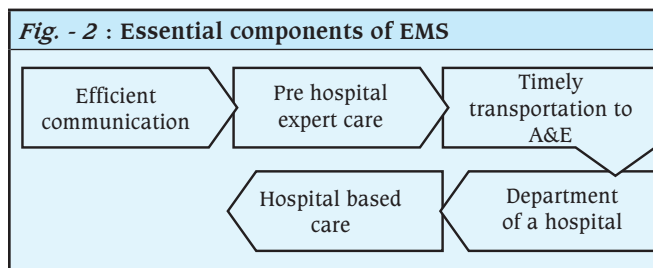 Fig. - 2 : Essential components of EMS
Efficient
communication
Pre hospital
expert care
Timely
transportation to
A&E
Department
of a hospital
Hospital based
care